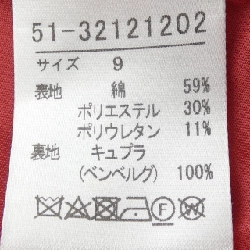 51-32121202
サイズ 9
表地 綿 59%
ポリエステル 30%
ポリウレタン 11%
裏地 キュプラ
(ベンベルグ) 100%
F